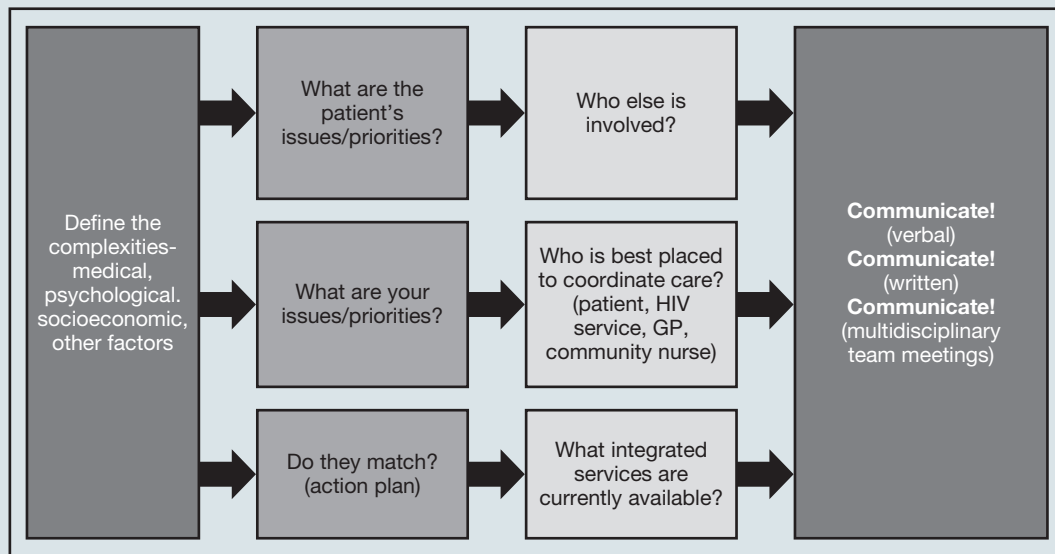 Define the
complexities-
medical,
psychological.
socioeconomic,
other factors
What are the
patient's
issues/priorities?
Who else is
involved?
What are your
issues/priorities?
Who is best placed
to coordinate care?
(patient, HIV
service, GP,
community nurse)
Do they match?
(action plan)
What integrated
services are
currently available?
Communicate!
(verbal)
Communicate!
(written)
Communicate!
(multidisciplinary
team meetings)